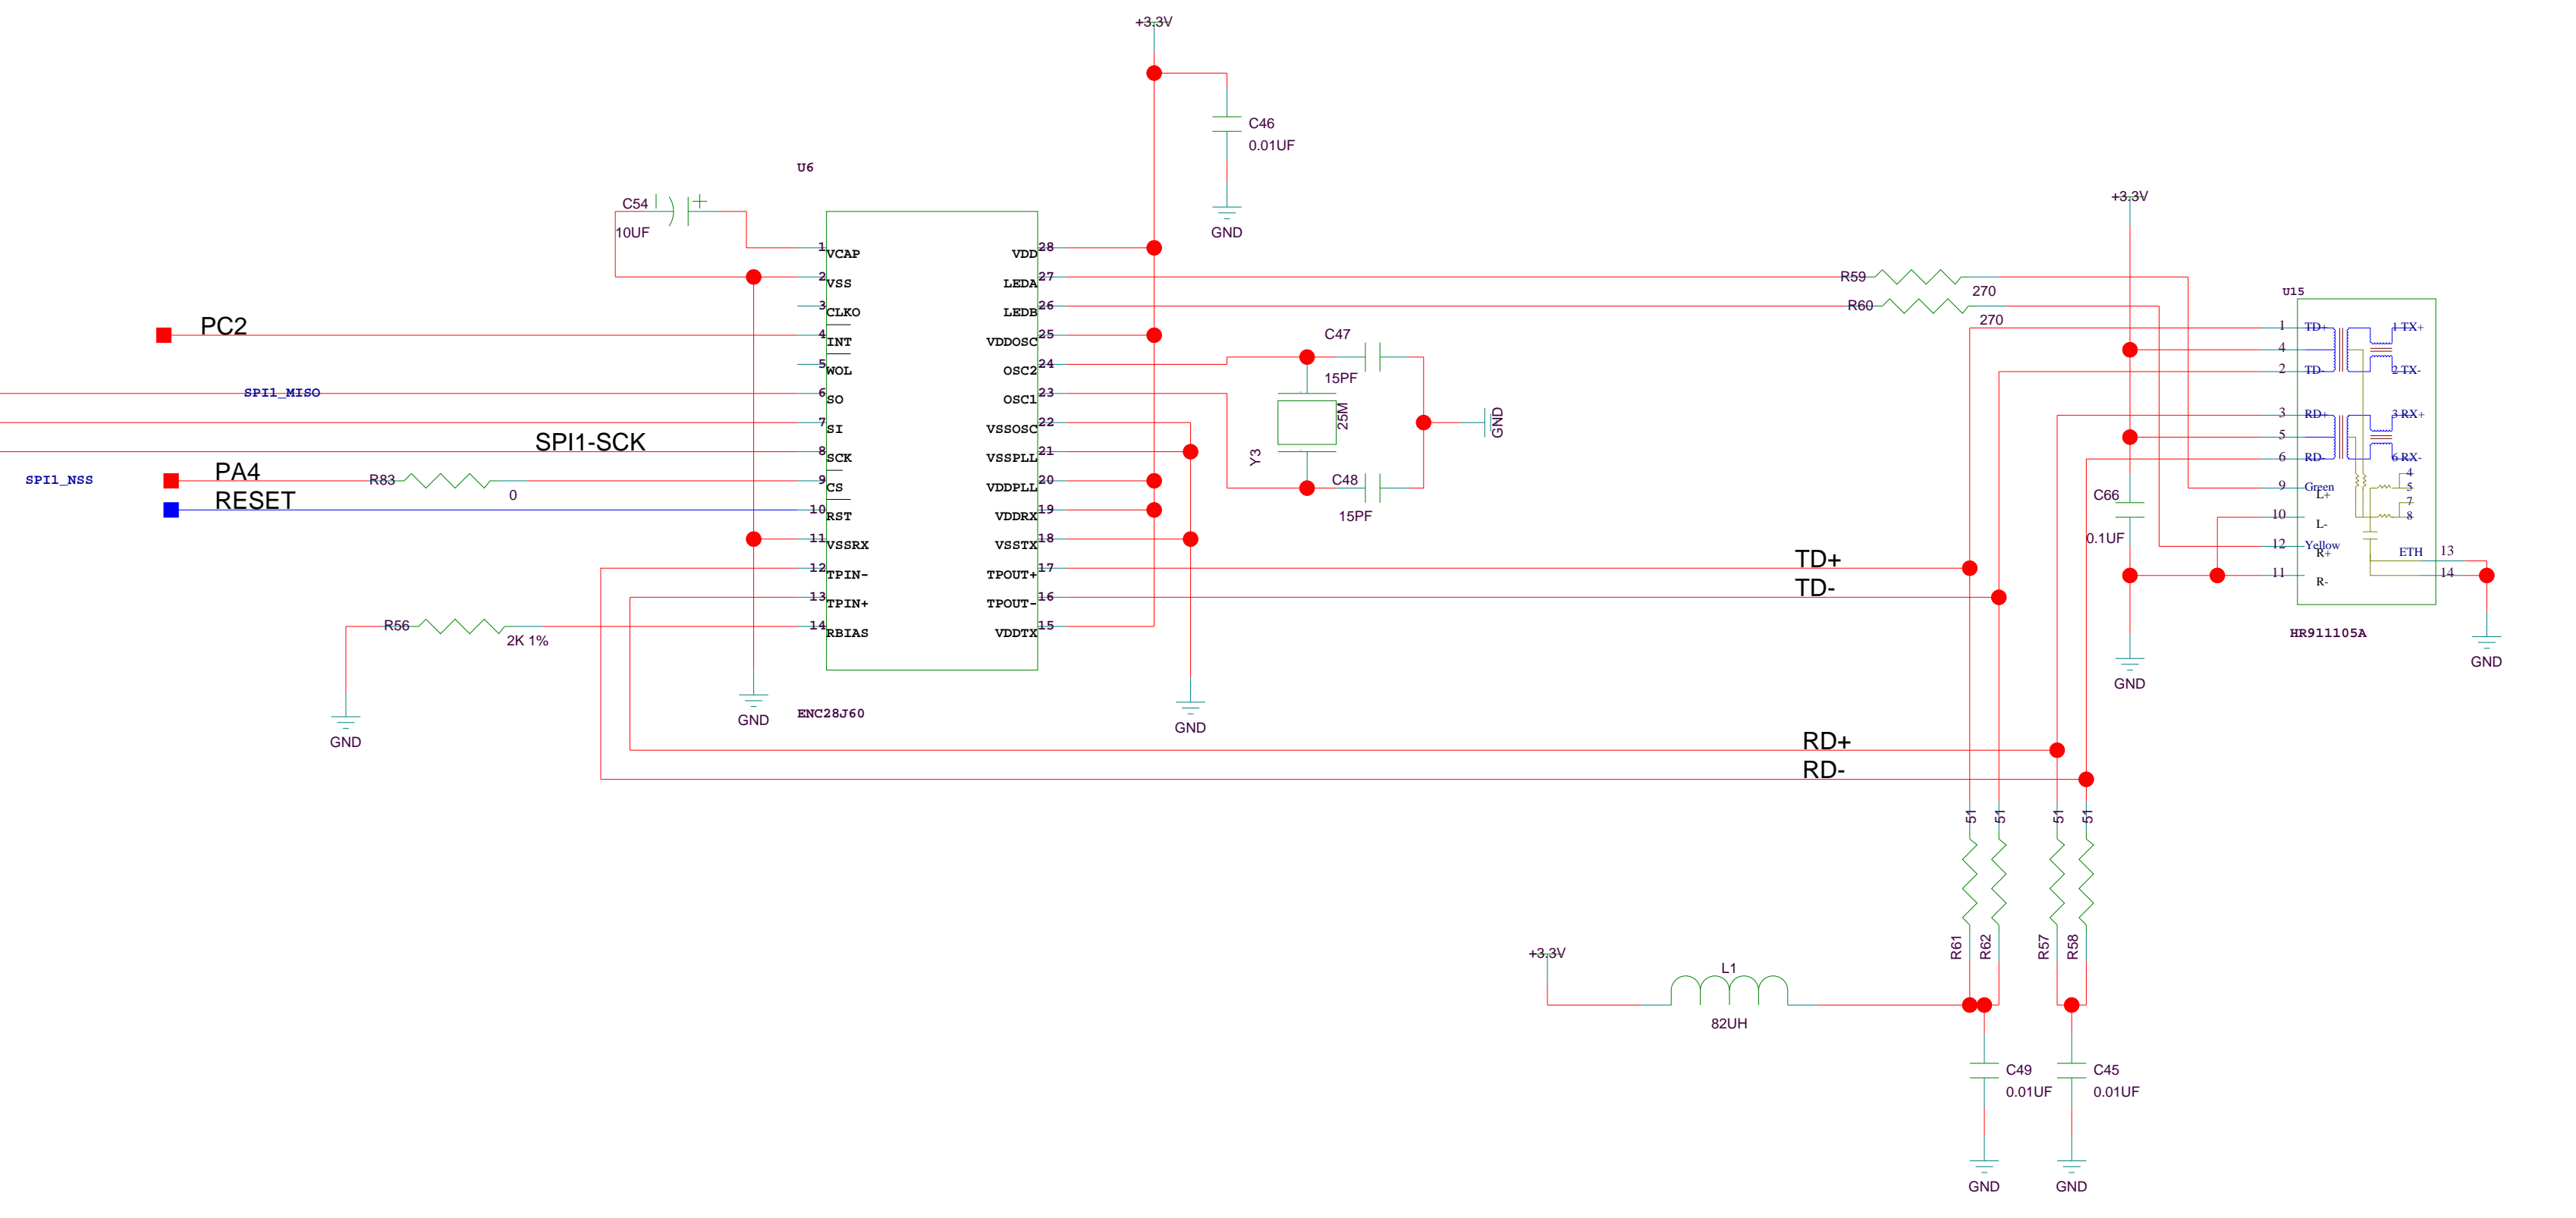 +3.3V
C46
0.01UF
GND
U6
C54
10UF
1 VCAP
2 VSS
3 CLKO
4 INT
5 WOL
6 SO
7 SI
8 SCK
9 CS
10 RST
11 VSSRX
12 TPIN-
13 TPIN+
14 RBIAS
VDD 28
LEDA 27
LEDB 26
VDDOSC 25
OSC2 24
OSC1 23
VSSOSC 22
VSSPLL 21
VDDPLL 20
VDDRX 19
VSSTX 18
TPOUT+ 17
TPOUT- 16
VDDTX 15
ENC28J60
PC2
SPI1_MISO
SPI1-SCK
SPI1_NSS
PA4
R83
0
RESET
R56
2K 1%
GND
GND
GND
C47
15PF
25M
Y3
C48
15PF
GND
R59
270
R60
270
+3.3V
U15
1 TD+
4
2 TD-
3 RD+
5
6 RD-
9 Green
L+
10
L-
12 Yellow
R+
11
R-
1 TX+
2 TX-
3 RX+
6 RX-
4
5
7
8
ETH 13
14
HR911105A
GND
C66
0.1UF
GND
TD+
TD-
RD+
RD-
51
51
51
51
R61
R62
R57
R58
+3.3V
L1
82UH
C49
0.01UF
C45
0.01UF
GND
GND